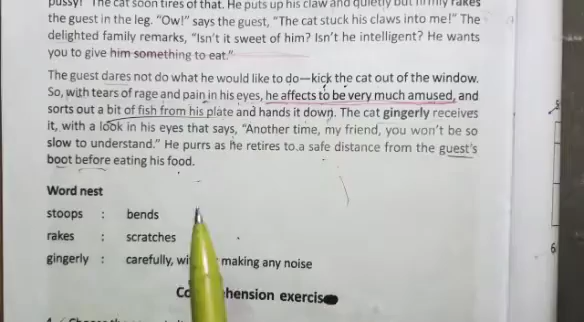 pussy!" The cat soon tires of that. He puts up his claw and quietly but firmly rakes
the guest in the leg. "Ow!" says the guest, "The cat stuck his claws into me!" The
delighted family remarks, "Isn't it sweet of him? Isn't he intelligent? He wants
you to give him something to eat."
The guest dares not do what he would like to do—kick the cat out of the window.
So, with tears of rage and pain in his eyes, he affects to be very much amused, and
sorts out a bit of fish from his plate and hands it down. The cat gingerly receives
it, with a look in his eyes that says, "Another time, my friend, you won't be so
slow to understand." He purrs as he retires to a safe distance from the guest's
boot before eating his food.
Word nest
stoops : bends
rakes : scratches
gingerly : carefully, making any noise
6